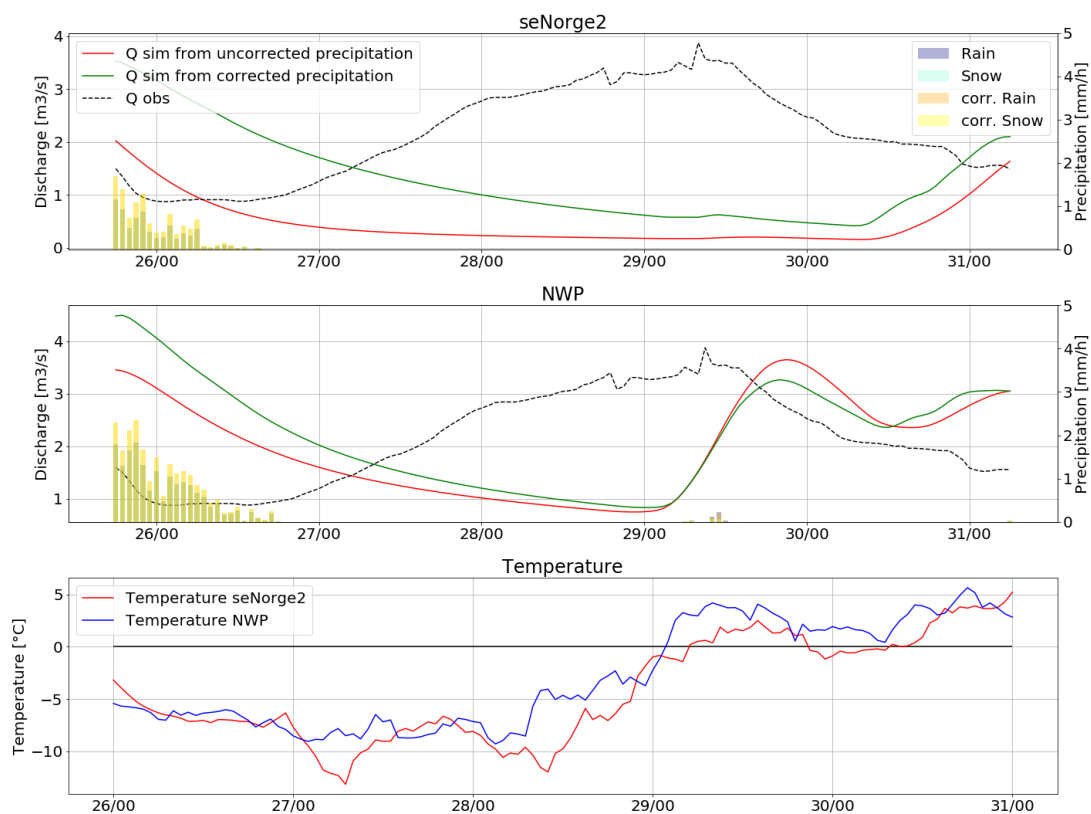 seNorge2
Q sim from uncorrected precipitation
Q sim from corrected precipitation
Q obs
Rain
Snow
corr. Rain
corr. Snow
Discharge [m3/s]
4
3
2
1
0
Precipitation [mm/h]
5
4
3
2
1
0
26/00 27/00 28/00 29/00 30/00 31/00
NWP
Discharge [m3/s]
4
3
2
1
Precipitation [mm/h]
5
4
3
2
1
0
26/00 27/00 28/00 29/00 30/00 31/00
Temperature
Temperature seNorge2
Temperature NWP
Temperature [°C]
5
0
−5
−10
26/00 27/00 28/00 29/00 30/00 31/00